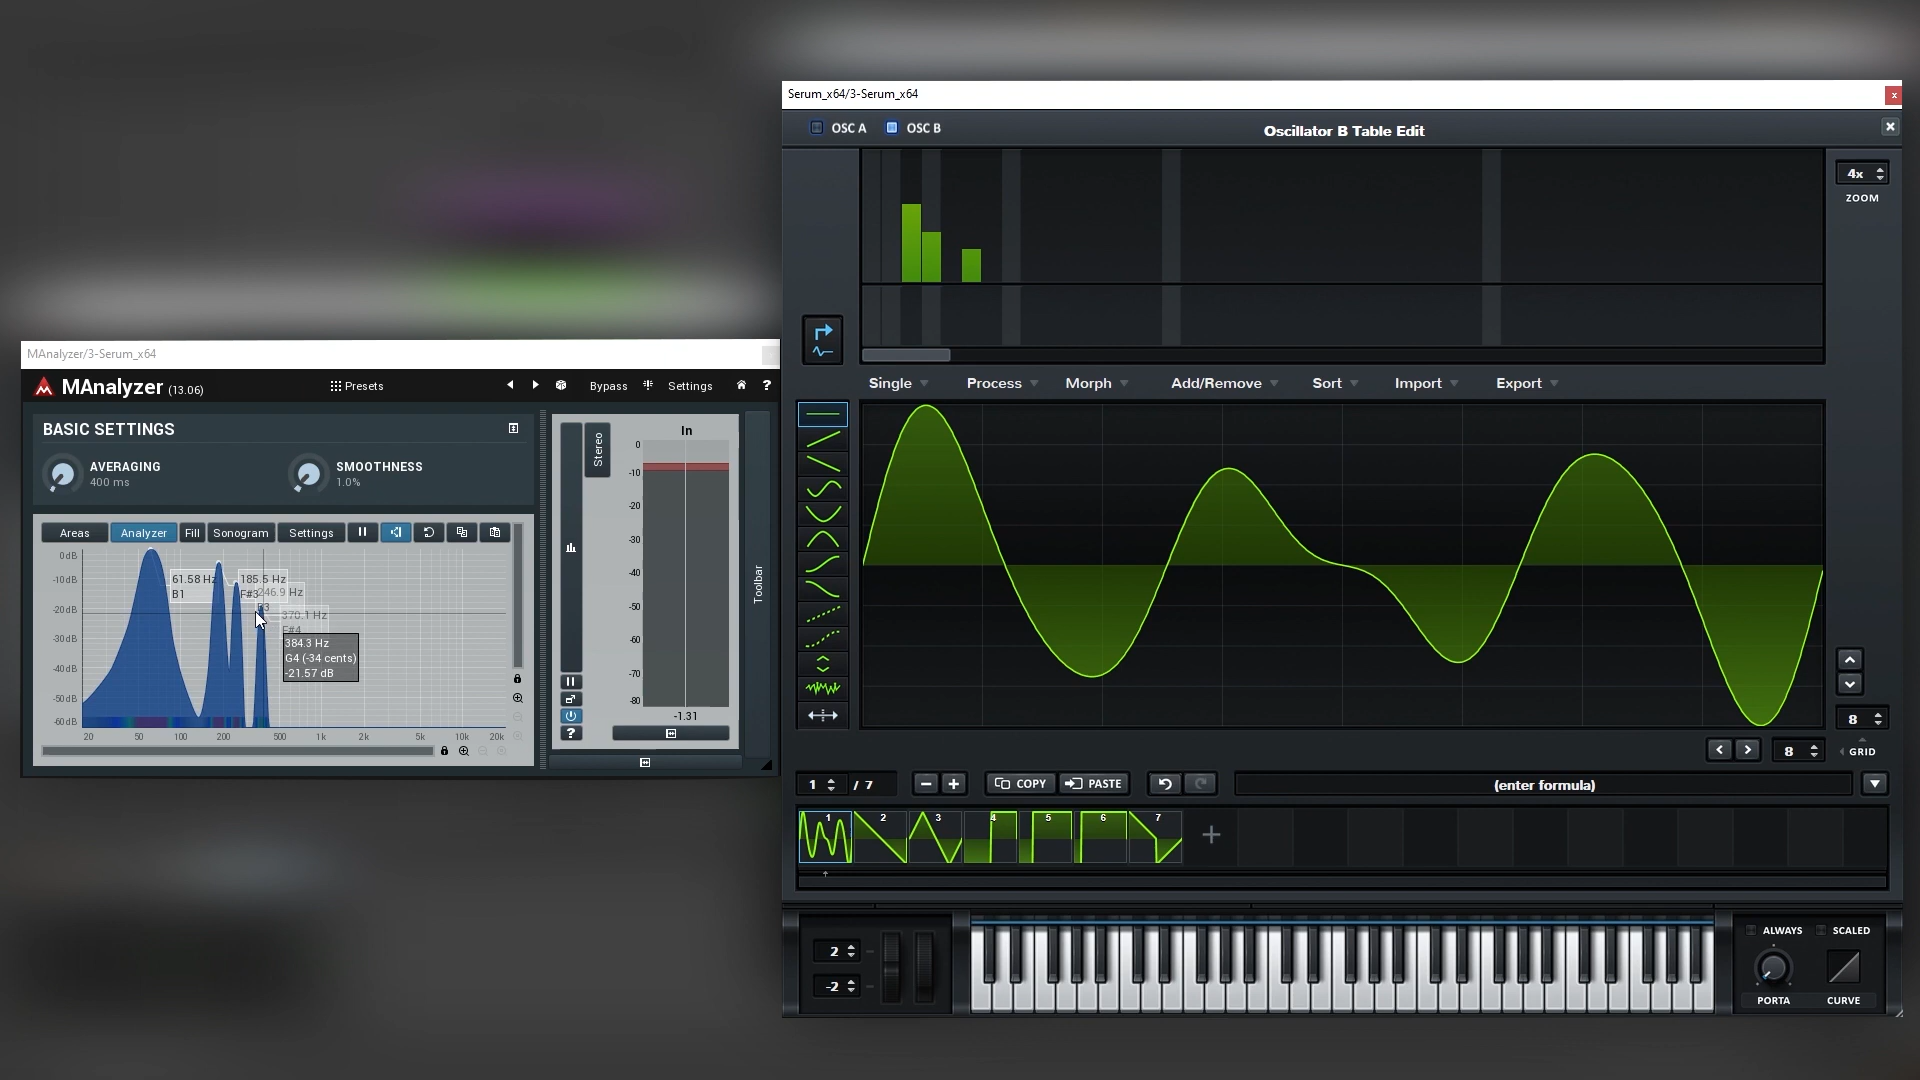 MAnalyzer/3-Serum_x64
MAnalyzer (13.06)
Presets
Bypass
Settings
?
BASIC SETTINGS
AVERAGING
400 ms
SMOOTHNESS
1.0%
Areas
Analyzer
Fill
Sonogram
Settings
0 dB
-10 dB
-20 dB
-30 dB
-40 dB
-50 dB
-60 dB
61.58 Hz
B1
185.5 Hz
F#3
246.9 Hz
370.1 Hz
F#4
384.3 Hz
G4 (-34 cents)
-21.57 dB
20
50
100
200
500
1k
2k
5k
10k
20k
Stereo
In
0
-10
-20
-30
-40
-50
-60
-70
-80
-1.31
?
Toolbar
Serum_x64/3-Serum_x64
x
OSC A
OSC B
Oscillator B Table Edit
4x
ZOOM
Single
Process
Morph
Add/Remove
Sort
Import
Export
8
8
GRID
1 / 7
COPY
PASTE
(enter formula)
1
2
3
4
5
6
7
2
-2
ALWAYS
SCALED
PORTA
CURVE